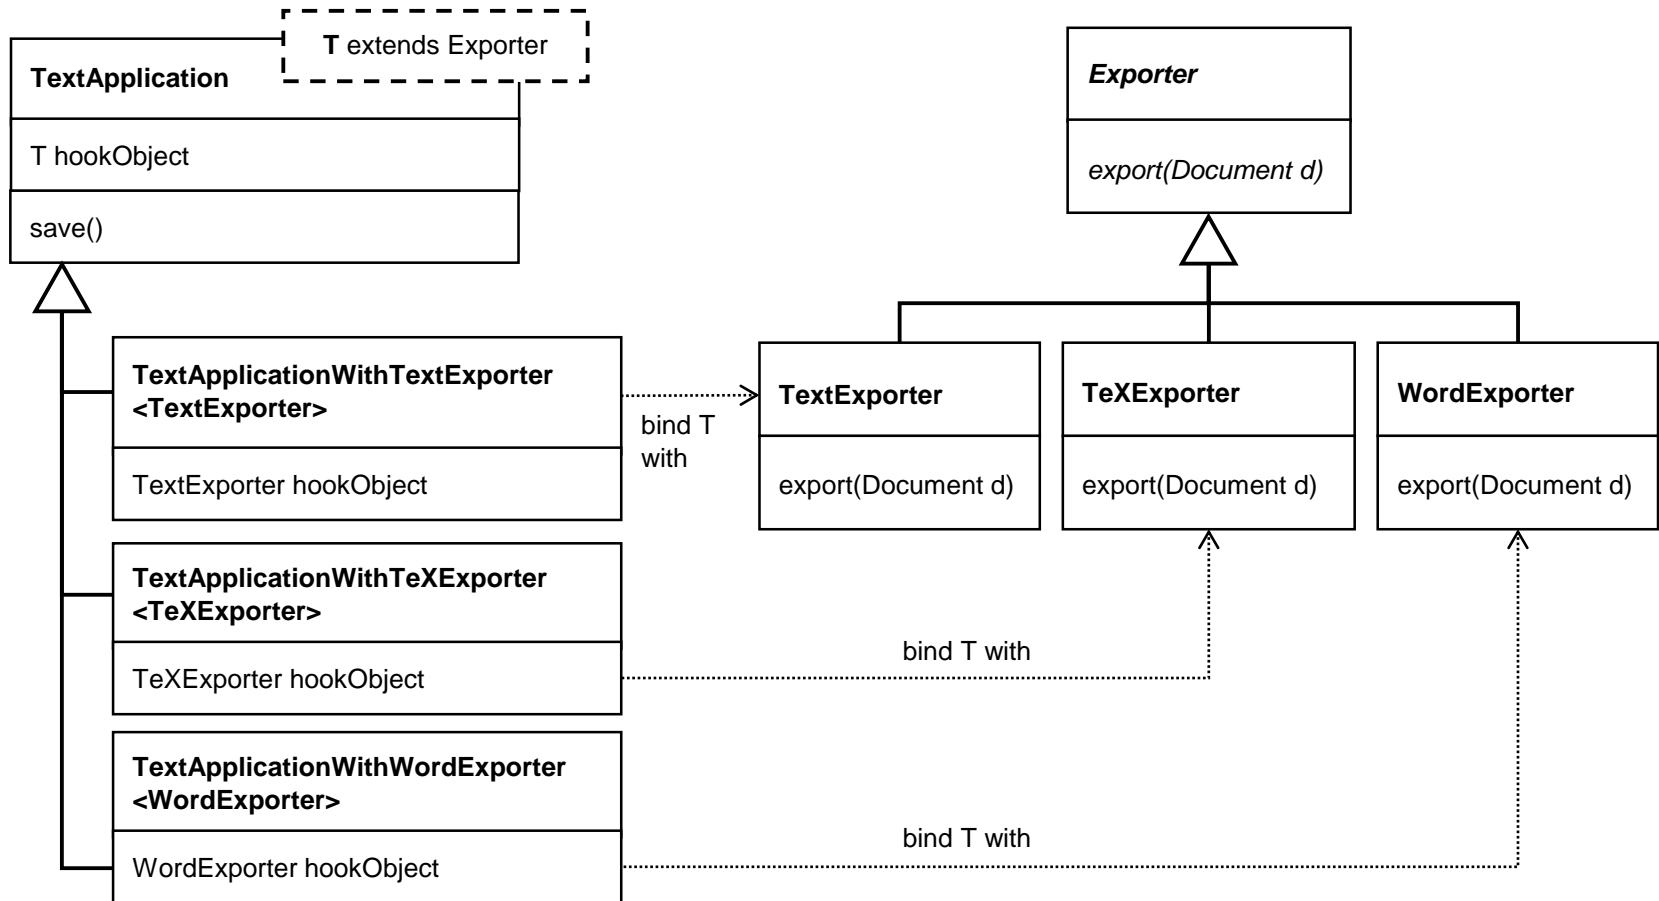 T extends Exporter
TextApplication
T hookObject
save()
Exporter
export(Document d)
TextApplicationWithTextExporter
<TextExporter>
TextExporter hookObject
bind T
with
TextExporter
export(Document d)
TeXExporter
export(Document d)
WordExporter
export(Document d)
TextApplicationWithTeXExporter
<TeXExporter>
TeXExporter hookObject
bind T with
TextApplicationWithWordExporter
<WordExporter>
WordExporter hookObject
bind T with